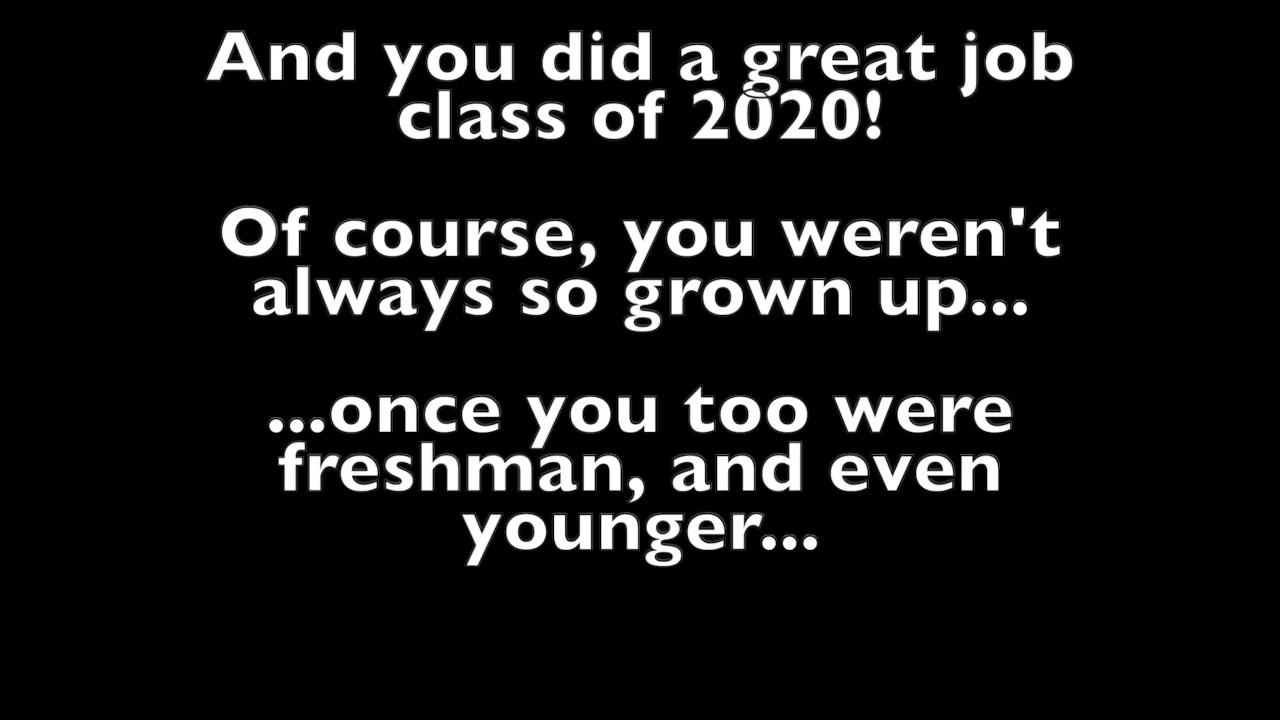 And you did a great job
class of 2020!
Of course, you weren't
always so grown up...
...once you too were
freshman, and even
younger...